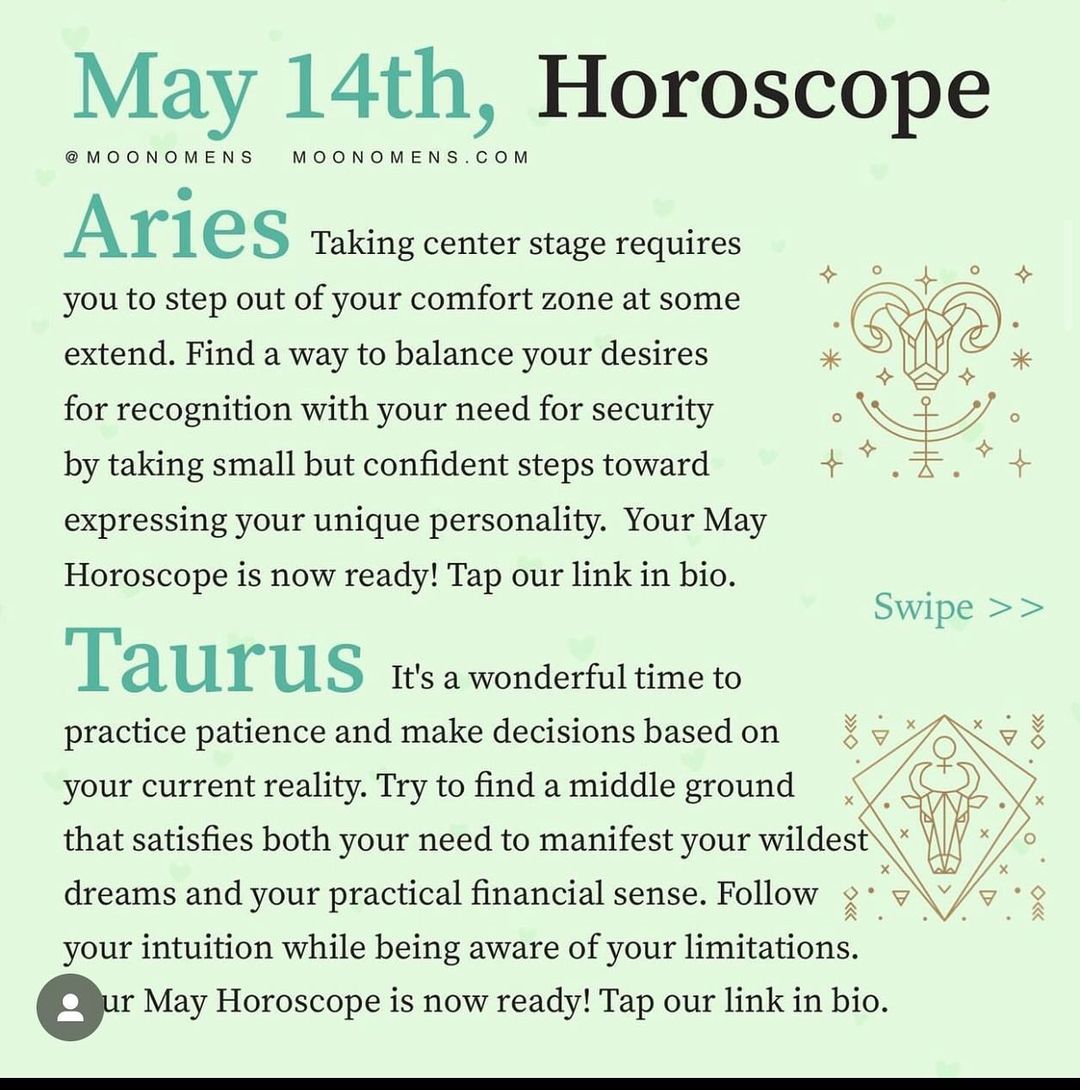 May 14th, Horoscope
@MOONOMENS MOONOMENS.COM
Aries Taking center stage requires
you to step out of your comfort zone at some
extend. Find a way to balance your desires
for recognition with your need for security
by taking small but confident steps toward
expressing your unique personality.  Your May
Horoscope is now ready! Tap our link in bio.
Swipe >>
Taurus It's a wonderful time to
practice patience and make decisions based on
your current reality. Try to find a middle ground
that satisfies both your need to manifest your wildest
dreams and your practical financial sense. Follow
your intuition while being aware of your limitations.
ur May Horoscope is now ready! Tap our link in bio.